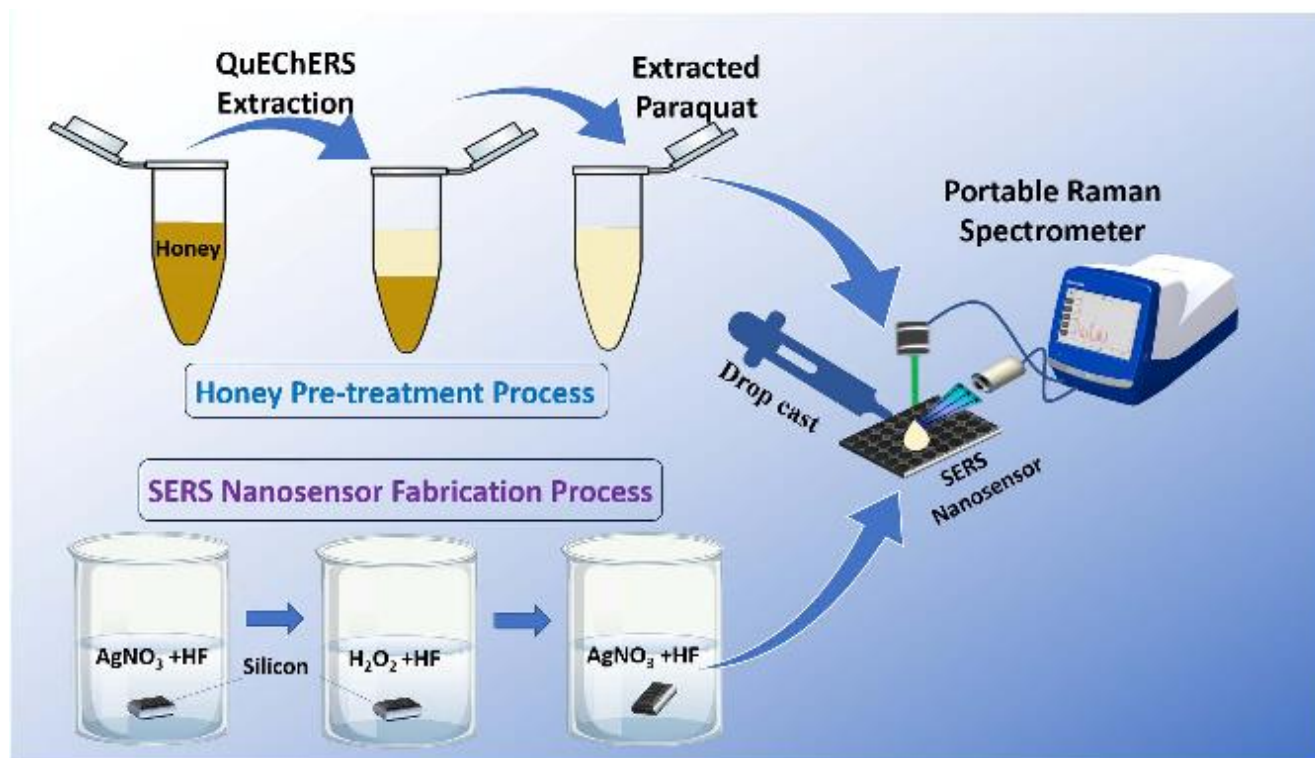 QuEChERS
Extraction
Extracted
Paraquat
Honey
Portable Raman
Spectrometer
Honey Pre-treatment Process
Drop cast
SERS
Nanosensor
SERS Nanosensor Fabrication Process
AgNO₃ +HF
Silicon
H₂O₂ +HF
AgNO₃ +HF